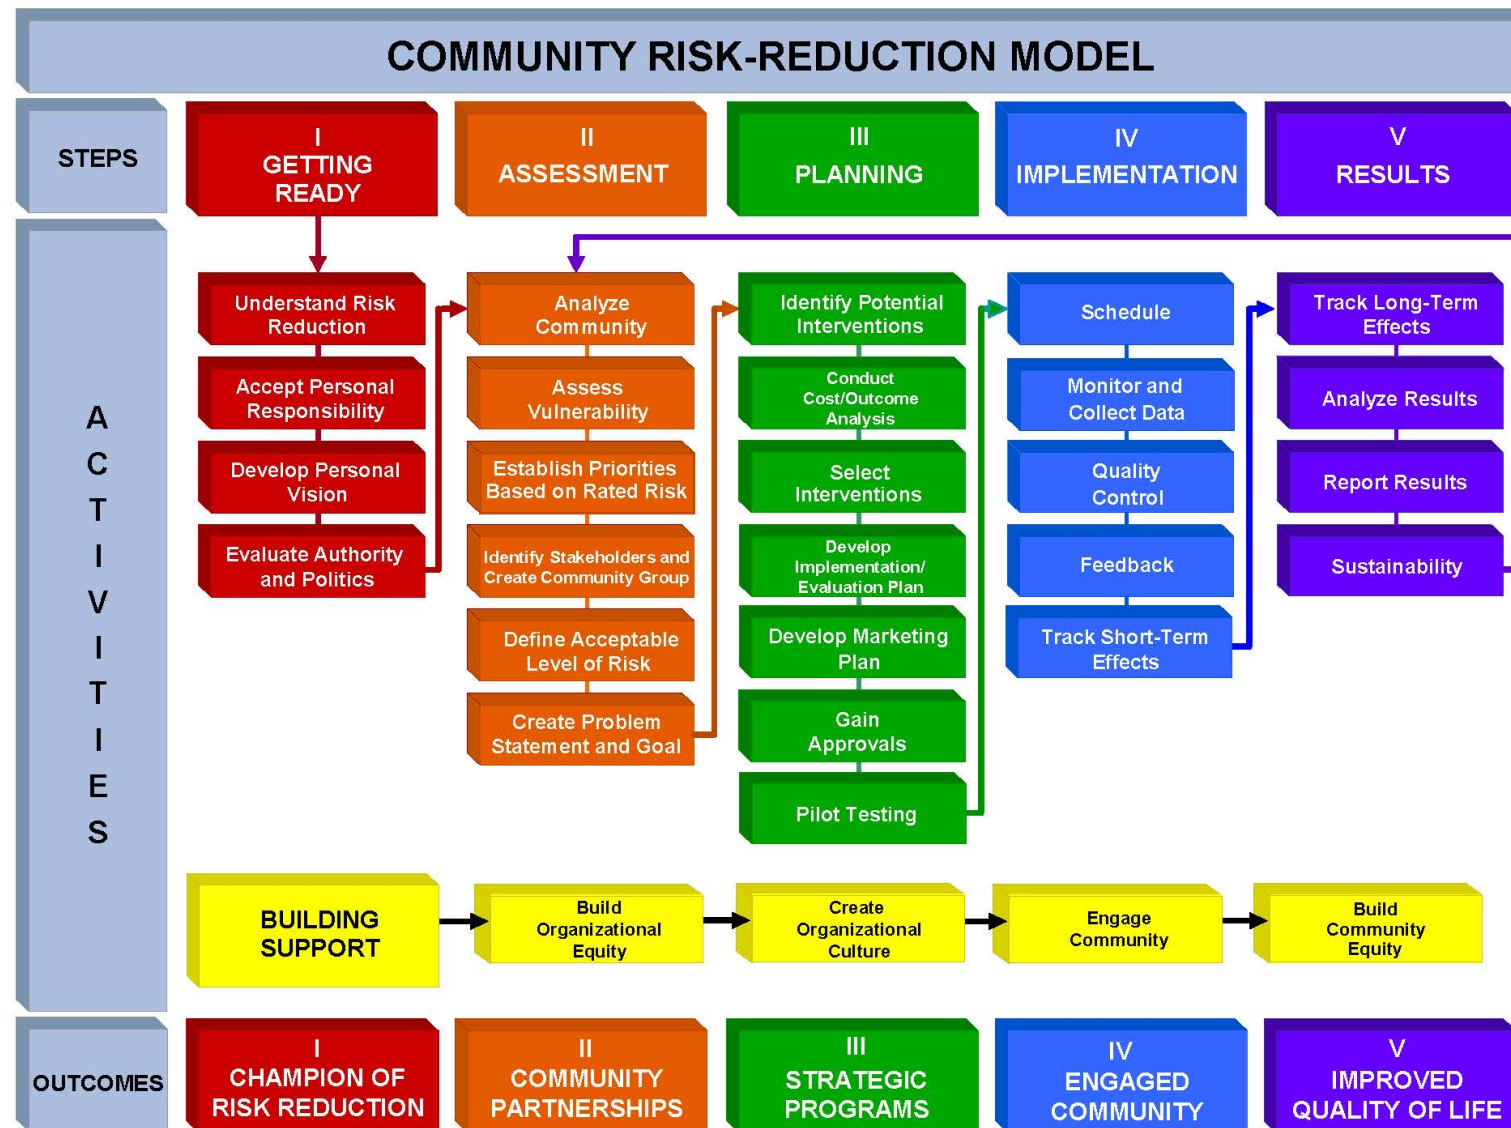 COMMUNITY RISK-REDUCTION MODEL
STEPS
I
GETTING
READY
II
ASSESSMENT
III
PLANNING
IV
IMPLEMENTATION
V
RESULTS
A
C
T
I
V
I
T
I
E
S
Understand Risk
Reduction
Accept Personal
Responsibility
Develop Personal
Vision
Evaluate Authority
and Politics
Analyze
Community
Assess
Vulnerability
Establish Priorities
Based on Rated Risk
Identify Stakeholders and
Create Community Group
Define Acceptable
Level of Risk
Create Problem
Statement and Goal
Identify Potential
Interventions
Conduct
Cost/Outcome
Analysis
Select
Interventions
Develop
Implementation/
Evaluation Plan
Develop Marketing
Plan
Gain
Approvals
Pilot Testing
Schedule
Monitor and
Collect Data
Quality
Control
Feedback
Track Short-Term
Effects
Track Long-Term
Effects
Analyze Results
Report Results
Sustainability
BUILDING
SUPPORT
Build
Organizational
Equity
Create
Organizational
Culture
Engage
Community
Build
Community
Equity
OUTCOMES
I
CHAMPION OF
RISK REDUCTION
II
COMMUNITY
PARTNERSHIPS
III
STRATEGIC
PROGRAMS
IV
ENGAGED
COMMUNITY
V
IMPROVED
QUALITY OF LIFE